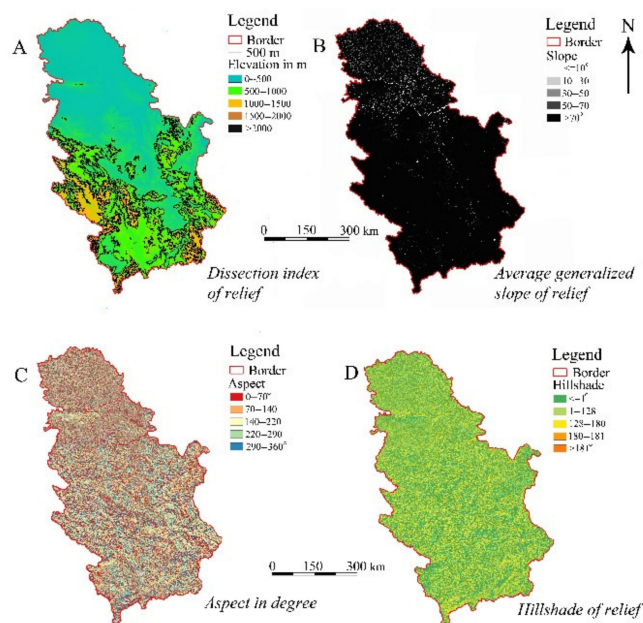 A
Legend
Border
500 m
Elevation in m
0–500
500–1000
1000–1500
1500–2000
>2000
Dissection index
of relief
B
Legend
Border
Slope
<=10°
10–30
30–50
50–70
>70°
N
0 150 300 km
Average generalized
slope of relief
C
Legend
Border
Aspect
0–70°
70–140
140–220
220–290
290–360°
Aspect in degree
D
Legend
Border
Hillshade
<–1°
1–128
128–180
180–181
>181°
0 150 300 km
Hillshade of relief